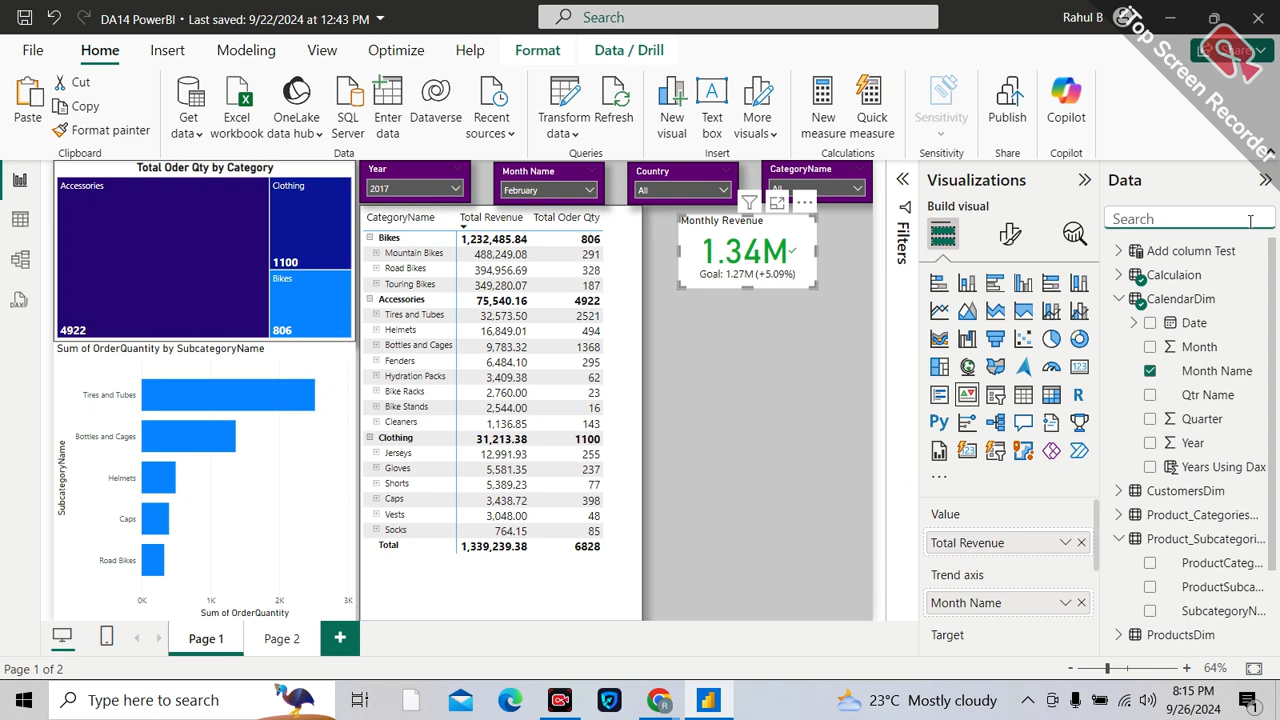 DA14 PowerBI • Last saved: 9/22/2024 at 12:43 PM
Search
Rahul B
iTop Screen Recorder
File Home Insert Modeling View Optimize Help Format Data / Drill
Share
Paste
Cut
Copy
Format painter
Get data
Excel workbook
OneLake data hub
SQL Server
Enter data
Dataverse
Recent sources
Transform data
Refresh
New visual
Text box
More visuals
New measure
Quick measure
Sensitivity
Publish
Copilot
Clipboard
Data
Queries
Insert
Calculations
Sensitivity
Share
Copilot
Total Oder Qty by Category
Accessories
4922
Clothing
1100
Bikes
806
Year
2017
Month Name
February
Country
All
CategoryName
All
CategoryName Total Revenue Total Oder Qty
Bikes 1,232,485.84 806
Mountain Bikes 488,249.08 291
Road Bikes 394,956.69 328
Touring Bikes 349,280.07 187
Accessories 75,540.16 4922
Tires and Tubes 32,573.50 2521
Helmets 16,849.01 494
Bottles and Cages 9,783.32 1368
Fenders 6,484.10 295
Hydration Packs 3,409.38 62
Bike Racks 2,760.00 23
Bike Stands 2,544.00 16
Cleaners 1,136.85 143
Clothing 31,213.38 1100
Jerseys 12,991.93 255
Gloves 5,581.35 237
Shorts 5,389.23 77
Caps 3,438.72 398
Vests 3,048.00 48
Socks 764.15 85
Total 1,339,239.38 6828
Monthly Revenue
1.34M
Goal: 1.27M (+5.09%)
Sum of OrderQuantity by SubcategoryName
SubcategoryName
Tires and Tubes
Bottles and Cages
Helmets
Caps
Road Bikes
0K 1K 2K 3K
Sum of OrderQuantity
Filters
Visualizations
Build visual
Value
Total Revenue
Trend axis
Month Name
Target
Data
Search
Add column Test
Calculaion
CalendarDim
Date
Month
Month Name
Qtr Name
Quarter
Year
Years Using Dax
CustomersDim
Product_Categories...
Product_Subcategori...
ProductCateg...
ProductSubca...
SubcategoryN...
ProductsDim
Page 1
Page 2
Page 1 of 2
64%
Type here to search
23°C Mostly cloudy
8:15 PM
9/26/2024